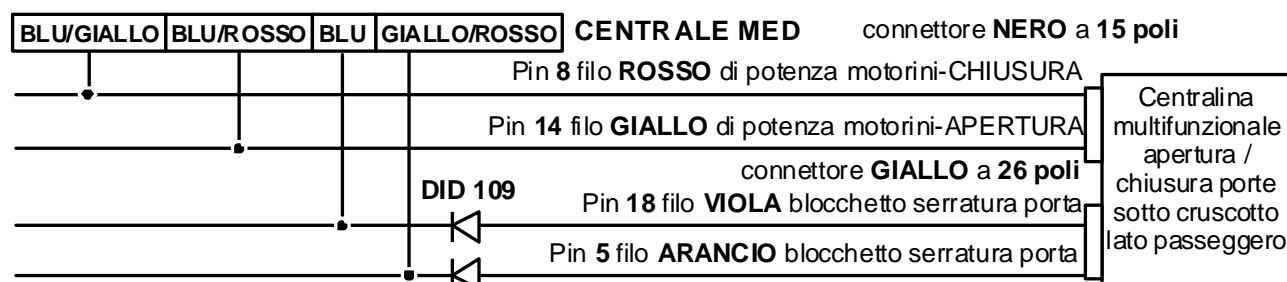 BLU/GIALLO BLU/ROSSO BLU GIALLO/ROSSO CENTRALE MED connettore NERO a 15 poli
Pin 8 filo ROSSO di potenza motorini-CHIUSURA
Pin 14 filo GIALLO di potenza motorini-APERTURA
connettore GIALLO a 26 poli
DID 109
Pin 18 filo VIOLA blocchetto serratura porta
Pin 5 filo ARANCIO blocchetto serratura porta
Centralina
multifunzionale
apertura /
chiusura porte
sotto cruscotto
lato passeggero